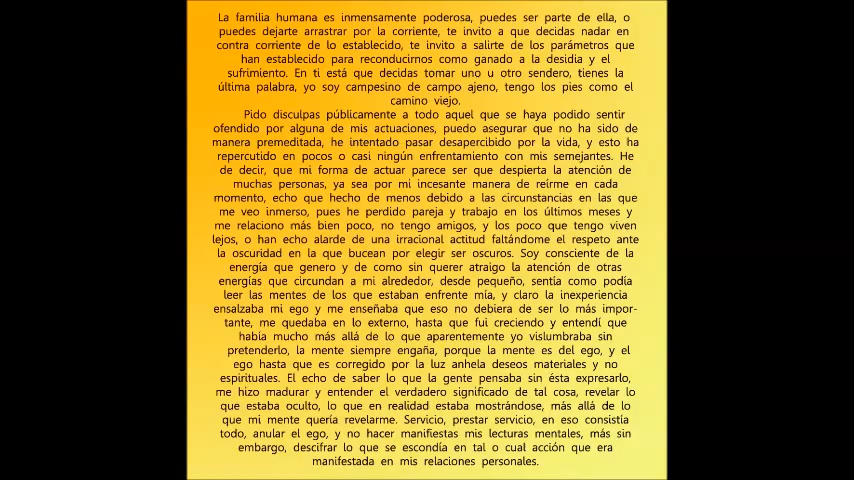 La familia humana es inmensamente poderosa, puedes ser parte de ella, o
puedes dejarte arrastrar por la corriente, te invito a que decidas nadar en
contra corriente de lo establecido, te invito a salirte de los parámetros que
han establecido para reconducirnos como ganado a la desidia y el
sufrimiento. En ti está que decidas tomar uno u otro sendero, tienes la
última palabra, yo soy campesino de campo ajeno, tengo los pies como el
camino viejo.
Pido disculpas públicamente a todo aquel que se haya podido sentir
ofendido por alguna de mis actuaciones, puedo asegurar que no ha sido de
manera premeditada, he intentado pasar desapercibido por la vida, y esto ha
repercutido en pocos o casi ningún enfrentamiento con mis semejantes. He
de decir, que mi forma de actuar parece ser que despierta la atención de
muchas personas, ya sea por mi incesante manera de reírme en cada
momento, echo que hecho de menos debido a las circunstancias en las que
me veo inmerso, pues he perdido pareja y trabajo en los últimos meses y
me relaciono más bien poco, no tengo amigos, y los poco que tengo viven
lejos, o han echo alarde de una irracional actitud faltándome el respeto ante
la oscuridad en la que bucean por elegir ser oscuros. Soy consciente de la
energía que genero y de como sin querer atraigo la atención de otras
energías que circundan a mi alrededor, desde pequeño, sentía como podía
leer las mentes de los que estaban enfrente mía, y claro la inexperiencia
ensalzaba mi ego y me enseñaba que eso no debiera de ser lo más impor-
tante, me quedaba en lo externo, hasta que fui creciendo y entendí que
había mucho más allá de lo que aparentemente yo vislumbraba sin
pretenderlo, la mente siempre engaña, porque la mente es del ego, y el
ego hasta que es corregido por la luz anhela deseos materiales y no
espirituales. El echo de saber lo que la gente pensaba sin ésta expresarlo,
me hizo madurar y entender el verdadero significado de tal cosa, revelar lo
que estaba oculto, lo que en realidad estaba mostrándose, más allá de lo
que mi mente quería revelarme. Servicio, prestar servicio, en eso consistía
todo, anular el ego, y no hacer manifiestas mis lecturas mentales, más sin
embargo, descifrar lo que se escondía en tal o cual acción que era
manifestada en mis relaciones personales.